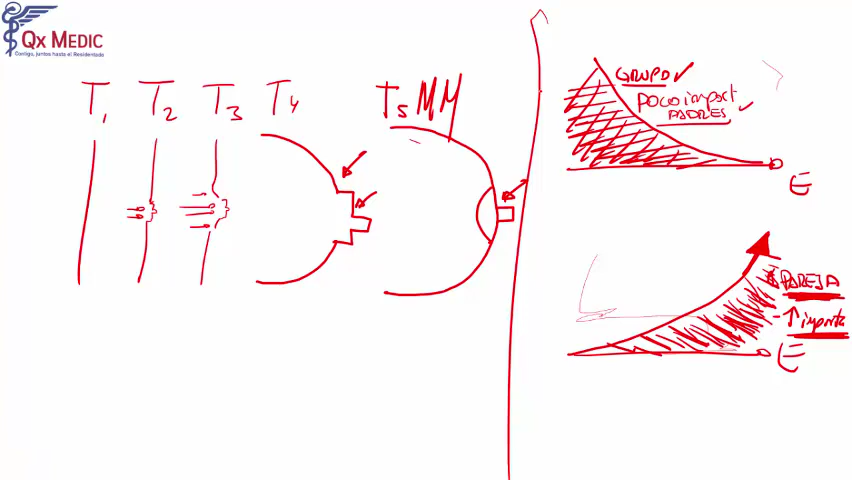 Qx MEDIC
Contigo, juntos hasta el Residentado
T1 T2 T3 T4 T5 MM
GRUPO
POCO import
PADRES
E
PAREJA
↑ importa
E